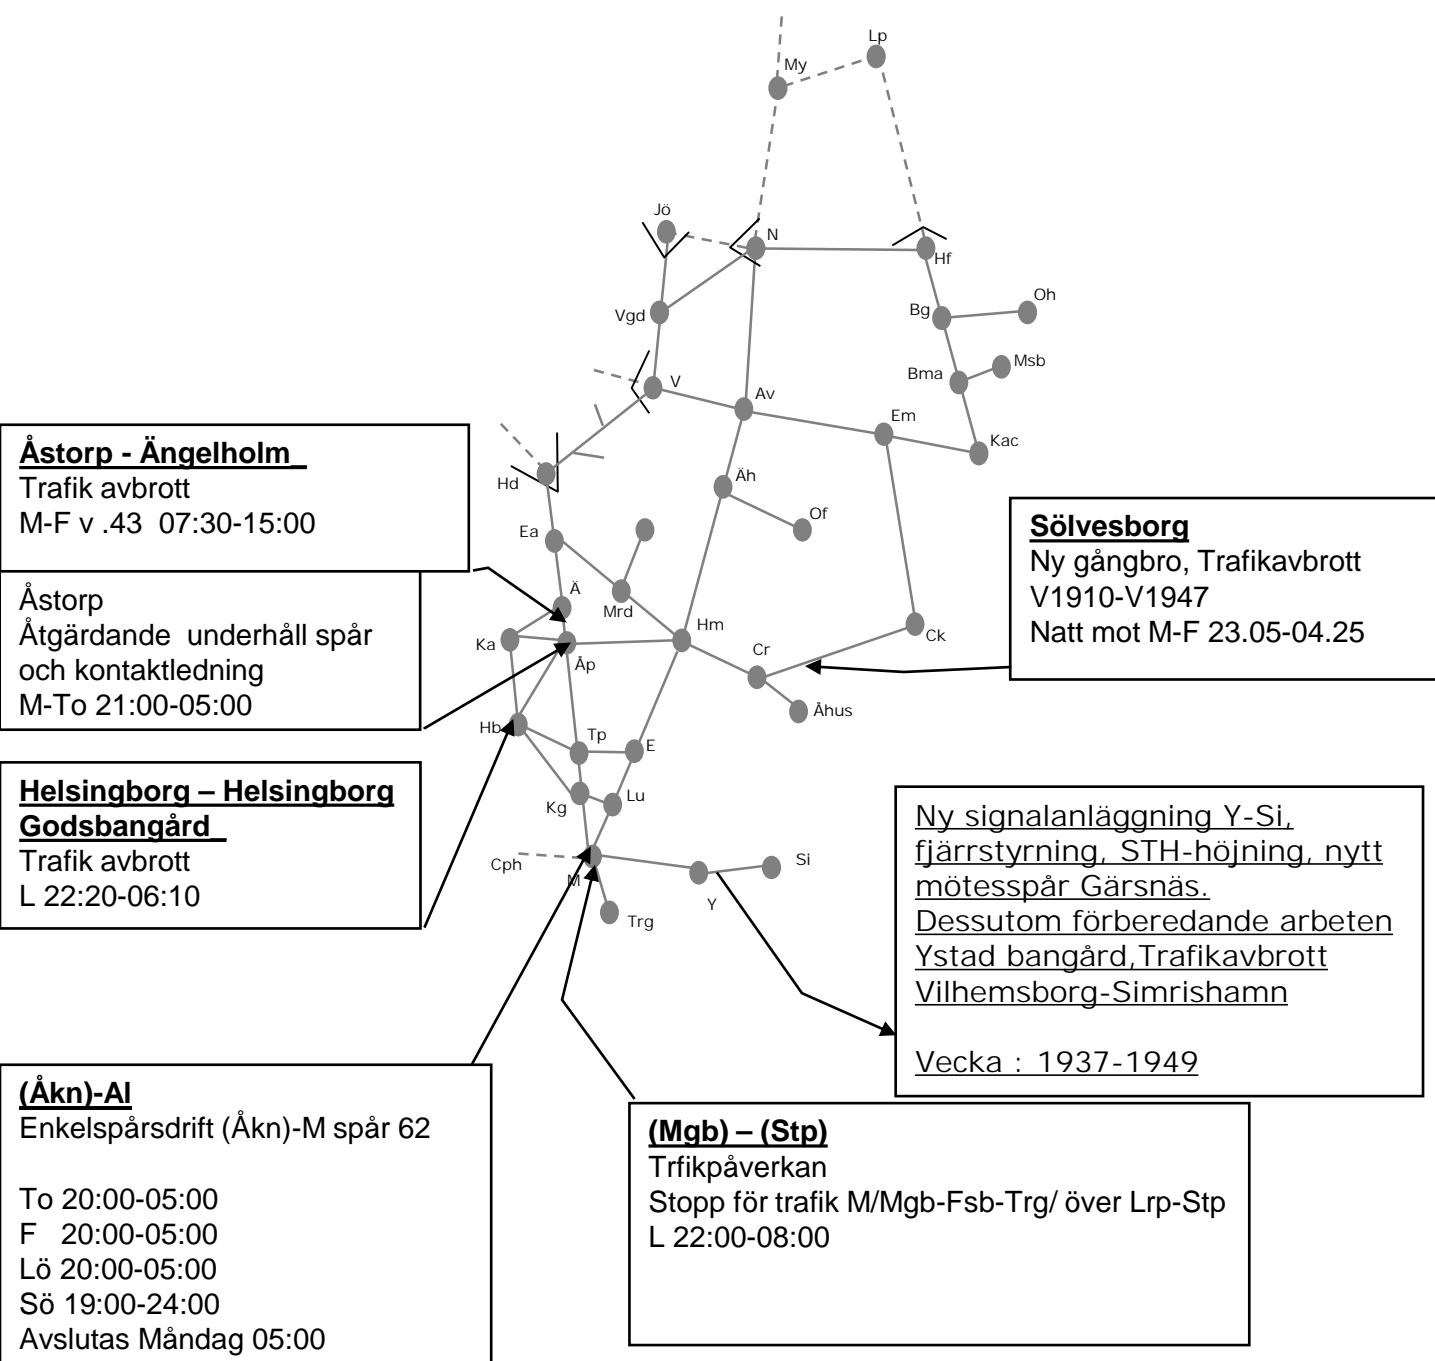 Lp
My
Jö
N
Hf
Oh
Vgd
Bg
Msb
Bma
V
Av
Em
Kac
Åstorp - Ängelholm_
Trafik avbrott
M-F v .43  07:30-15:00
Hd
Äh
Of
Ea
Sölvesborg
Ny gångbro, Trafikavbrott
V1910-V1947
Natt mot M-F 23.05-04.25
Åstorp
Åtgärdande  underhåll spår
och kontaktledning
M-To 21:00-05:00
Ä
Mrd
Hm
Ck
Ka
Cr
Åp
Åhus
Hb
Tp
E
Helsingborg – Helsingborg
Godsbangård_
Trafik avbrott
L 22:20-06:10
Kg
Lu
Cph
M
Si
Y
Trg
Ny signalanläggning Y-Si,
fjärrstyrning, STH-höjning, nytt
mötesspår Gärsnäs.
Dessutom förberedande arbeten
Ystad bangård,Trafikavbrott
Vilhemsborg-Simrishamn
Vecka : 1937-1949
(Åkn)-Al
Enkelspårsdrift (Åkn)-M spår 62
To 20:00-05:00
F   20:00-05:00
Lö 20:00-05:00
Sö 19:00-24:00
Avslutas Måndag 05:00
(Mgb) – (Stp)
Trfikpåverkan
Stopp för trafik M/Mgb-Fsb-Trg/ över Lrp-Stp
L 22:00-08:00